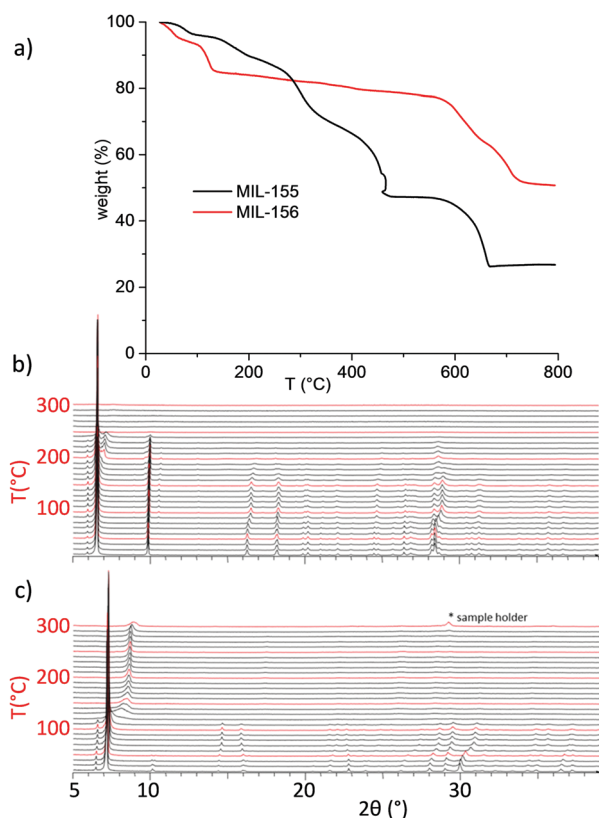 a)
100
80
60
40
20
0
weight (%)
MIL-155
MIL-156
0 200 400 600 800
T (°C)
b)
300
200
100
T(°C)
c)
* sample holder
300
200
100
T(°C)
5 10 20 30
2θ (°)